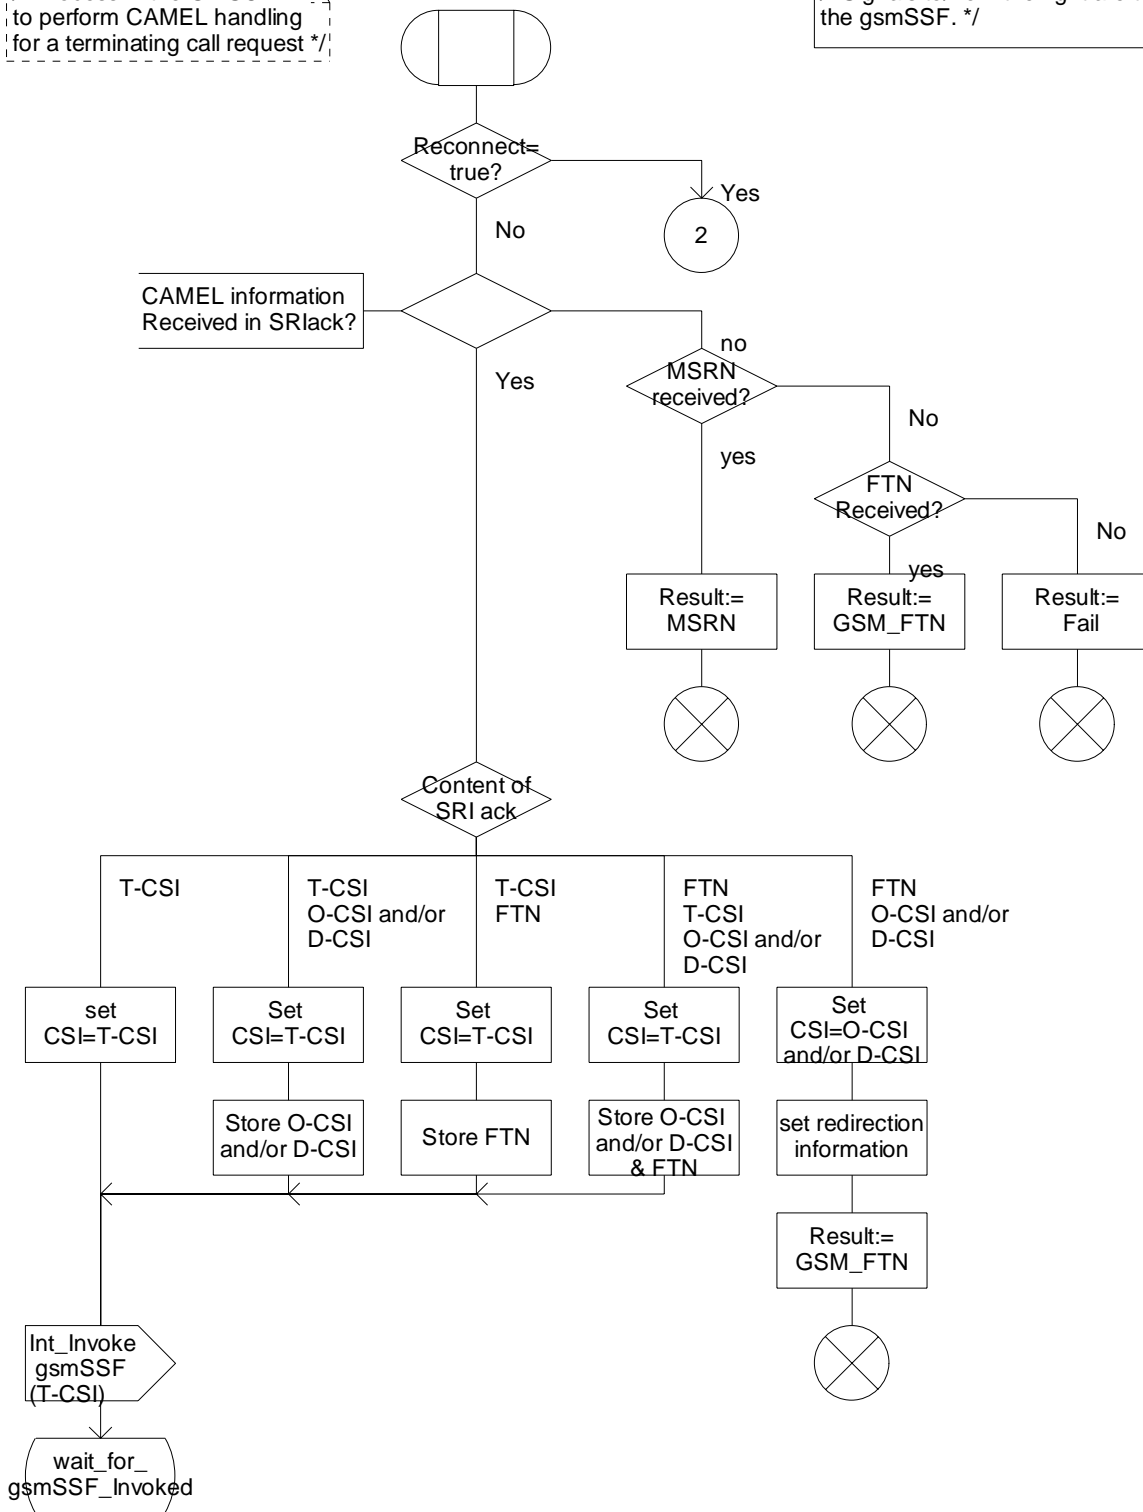 to perform CAMEL handling
for a terminating call request */
the gsmSSF. */
Reconnect=
true?
Yes
2
No
CAMEL information
Received in SRIack?
no
Yes
MSRN
received?
No
yes
FTN
Received?
No
yes
Result:=
MSRN
Result:=
GSM_FTN
Result:=
Fail
Content of
SRI ack
T-CSI
T-CSI
O-CSI and/or
D-CSI
T-CSI
FTN
FTN
T-CSI
O-CSI and/or
D-CSI
FTN
O-CSI and/or
D-CSI
set
CSI=T-CSI
Set
CSI=T-CSI
Set
CSI=T-CSI
Set
CSI=T-CSI
Set
CSI=O-CSI
and/or D-CSI
Store O-CSI
and/or D-CSI
Store FTN
Store O-CSI
and/or D-CSI
& FTN
set redirection
information
Result:=
GSM_FTN
Int_Invoke
gsmSSF
(T-CSI)
wait_for_
gsmSSF_Invoked